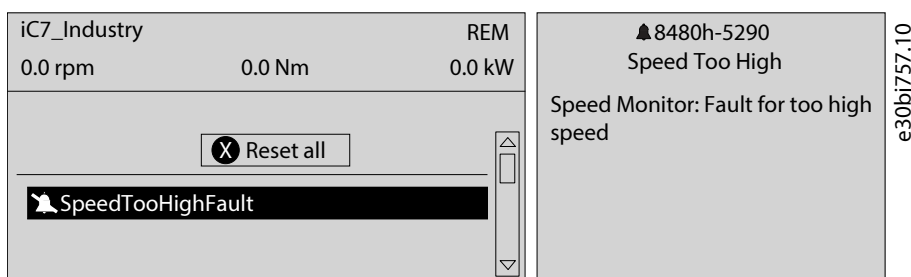 iC7_Industry REM
0.0 rpm 0.0 Nm 0.0 kW
X Reset all
SpeedTooHighFault
8480h-5290
Speed Too High
Speed Monitor: Fault for too high
speed
e30bi757.10